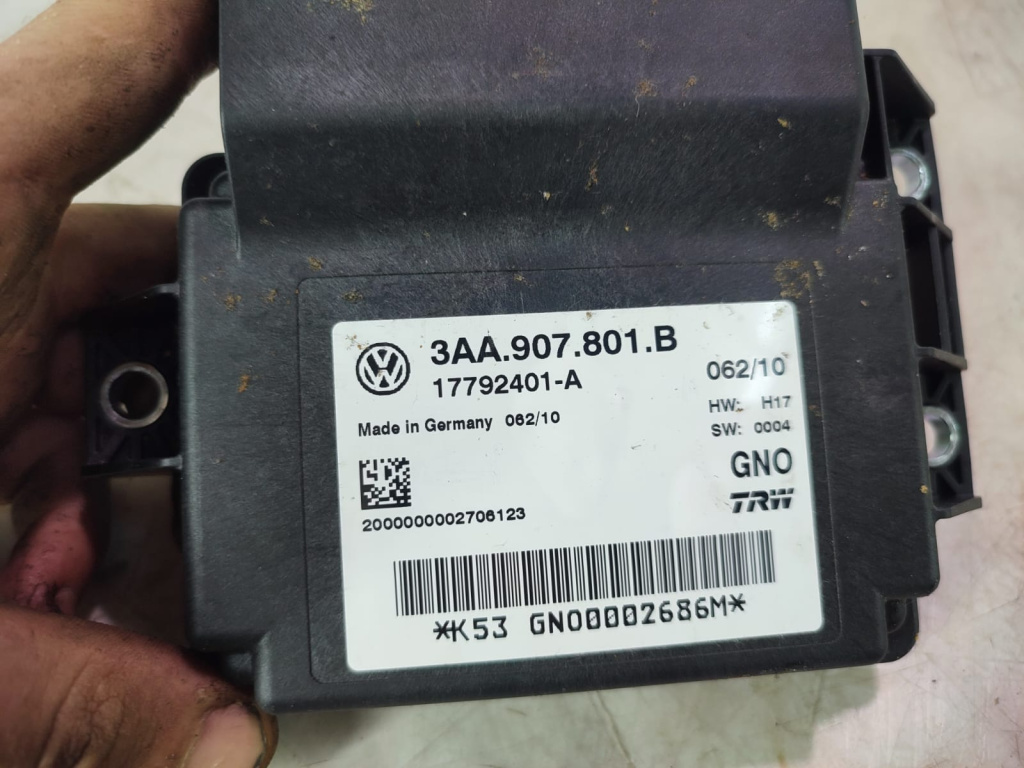 3AA.907.801.B
17792401-A
062/10
Made in Germany 062/10
HW: H17
SW: 0004
GNO
TRW
2000000002706123
*K53 GNO00002686M*